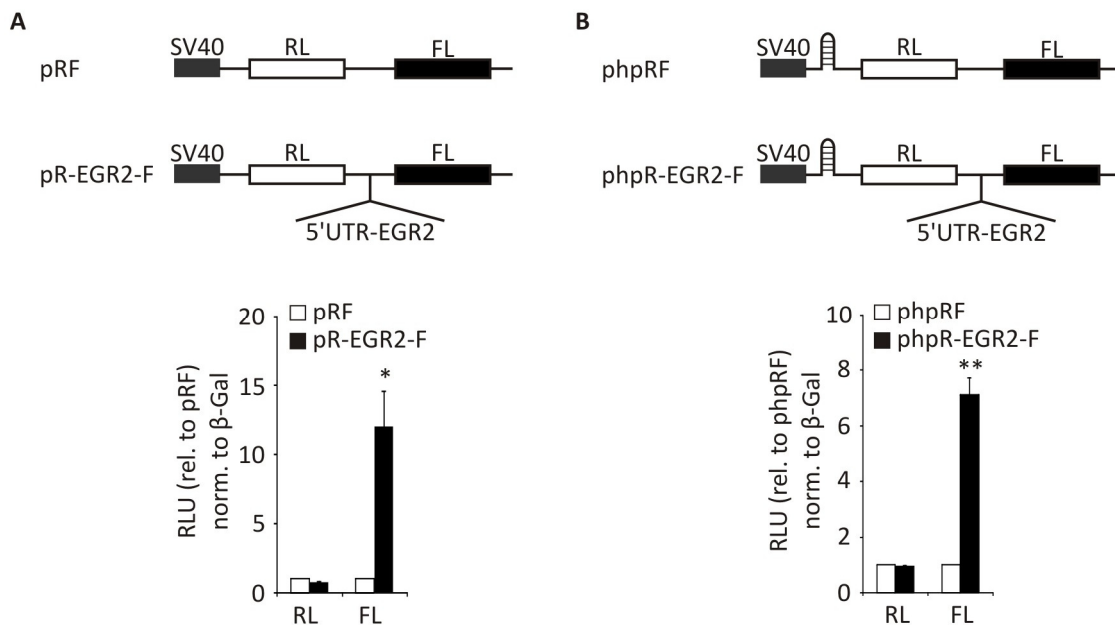 A
SV40 RL FL
pRF
SV40 RL FL
pR-EGR2-F
5'UTR-EGR2
20
15
10
5
0
RLU (rel. to pRF)
norm. to β-Gal
pRF
pR-EGR2-F
*
RL FL
B
SV40 RL FL
phpRF
SV40 RL FL
phpR-EGR2-F
5'UTR-EGR2
10
8
6
4
2
0
RLU (rel. to phpRF)
norm. to β-Gal
phpRF
phpR-EGR2-F
**
RL FL